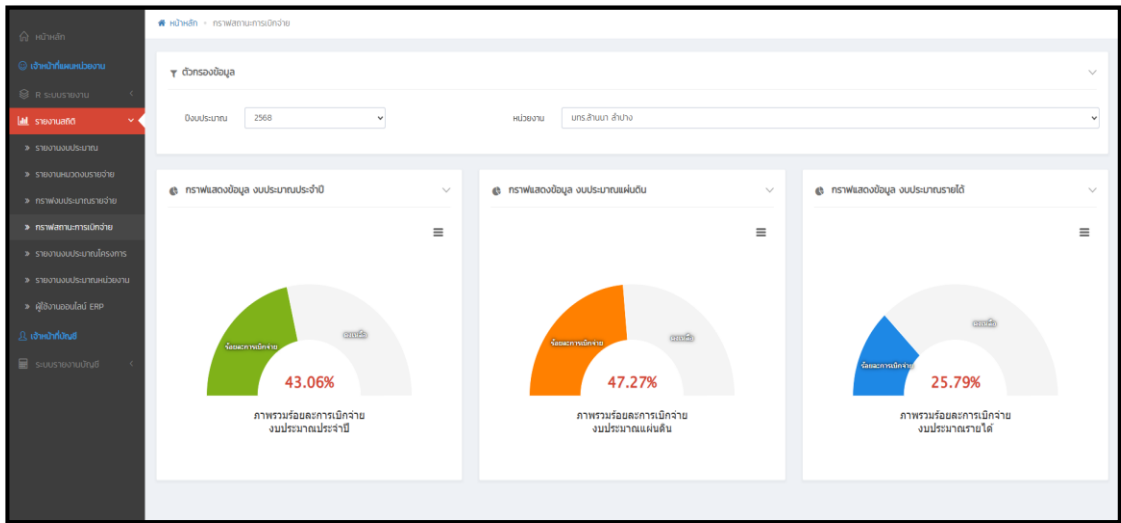 หน้าหลัก
เจ้าหน้าที่แผนหน่วยงาน
R ระบบรายงาน
รายงานสถิติ
» รายงานงบประมาณ
» รายงานหมวดงบรายจ่าย
» กราฟงบประมาณรายจ่าย
» กราฟสถานะการเบิกจ่าย
» รายงานงบประมาณโครงการ
» รายงานงบประมาณหน่วยงาน
» ผู้ใช้งานออนไลน์ ERP
เจ้าหน้าที่บัญชี
ระบบรายงานบัญชี
หน้าหลัก > กราฟสถานะการเบิกจ่าย
ตัวกรองข้อมูล
ปีงบประมาณ 2568 หน่วยงาน มทร.ล้านนา ลำปาง
กราฟแสดงข้อมูล งบประมาณประจำปี
ร้อยละการเบิกจ่าย
คงเหลือ
43.06%
ภาพรวมร้อยละการเบิกจ่าย
งบประมาณประจำปี
กราฟแสดงข้อมูล งบประมาณแผ่นดิน
ร้อยละการเบิกจ่าย
คงเหลือ
47.27%
ภาพรวมร้อยละการเบิกจ่าย
งบประมาณแผ่นดิน
กราฟแสดงข้อมูล งบประมาณรายได้
ร้อยละการเบิกจ่าย
คงเหลือ
25.79%
ภาพรวมร้อยละการเบิกจ่าย
งบประมาณรายได้